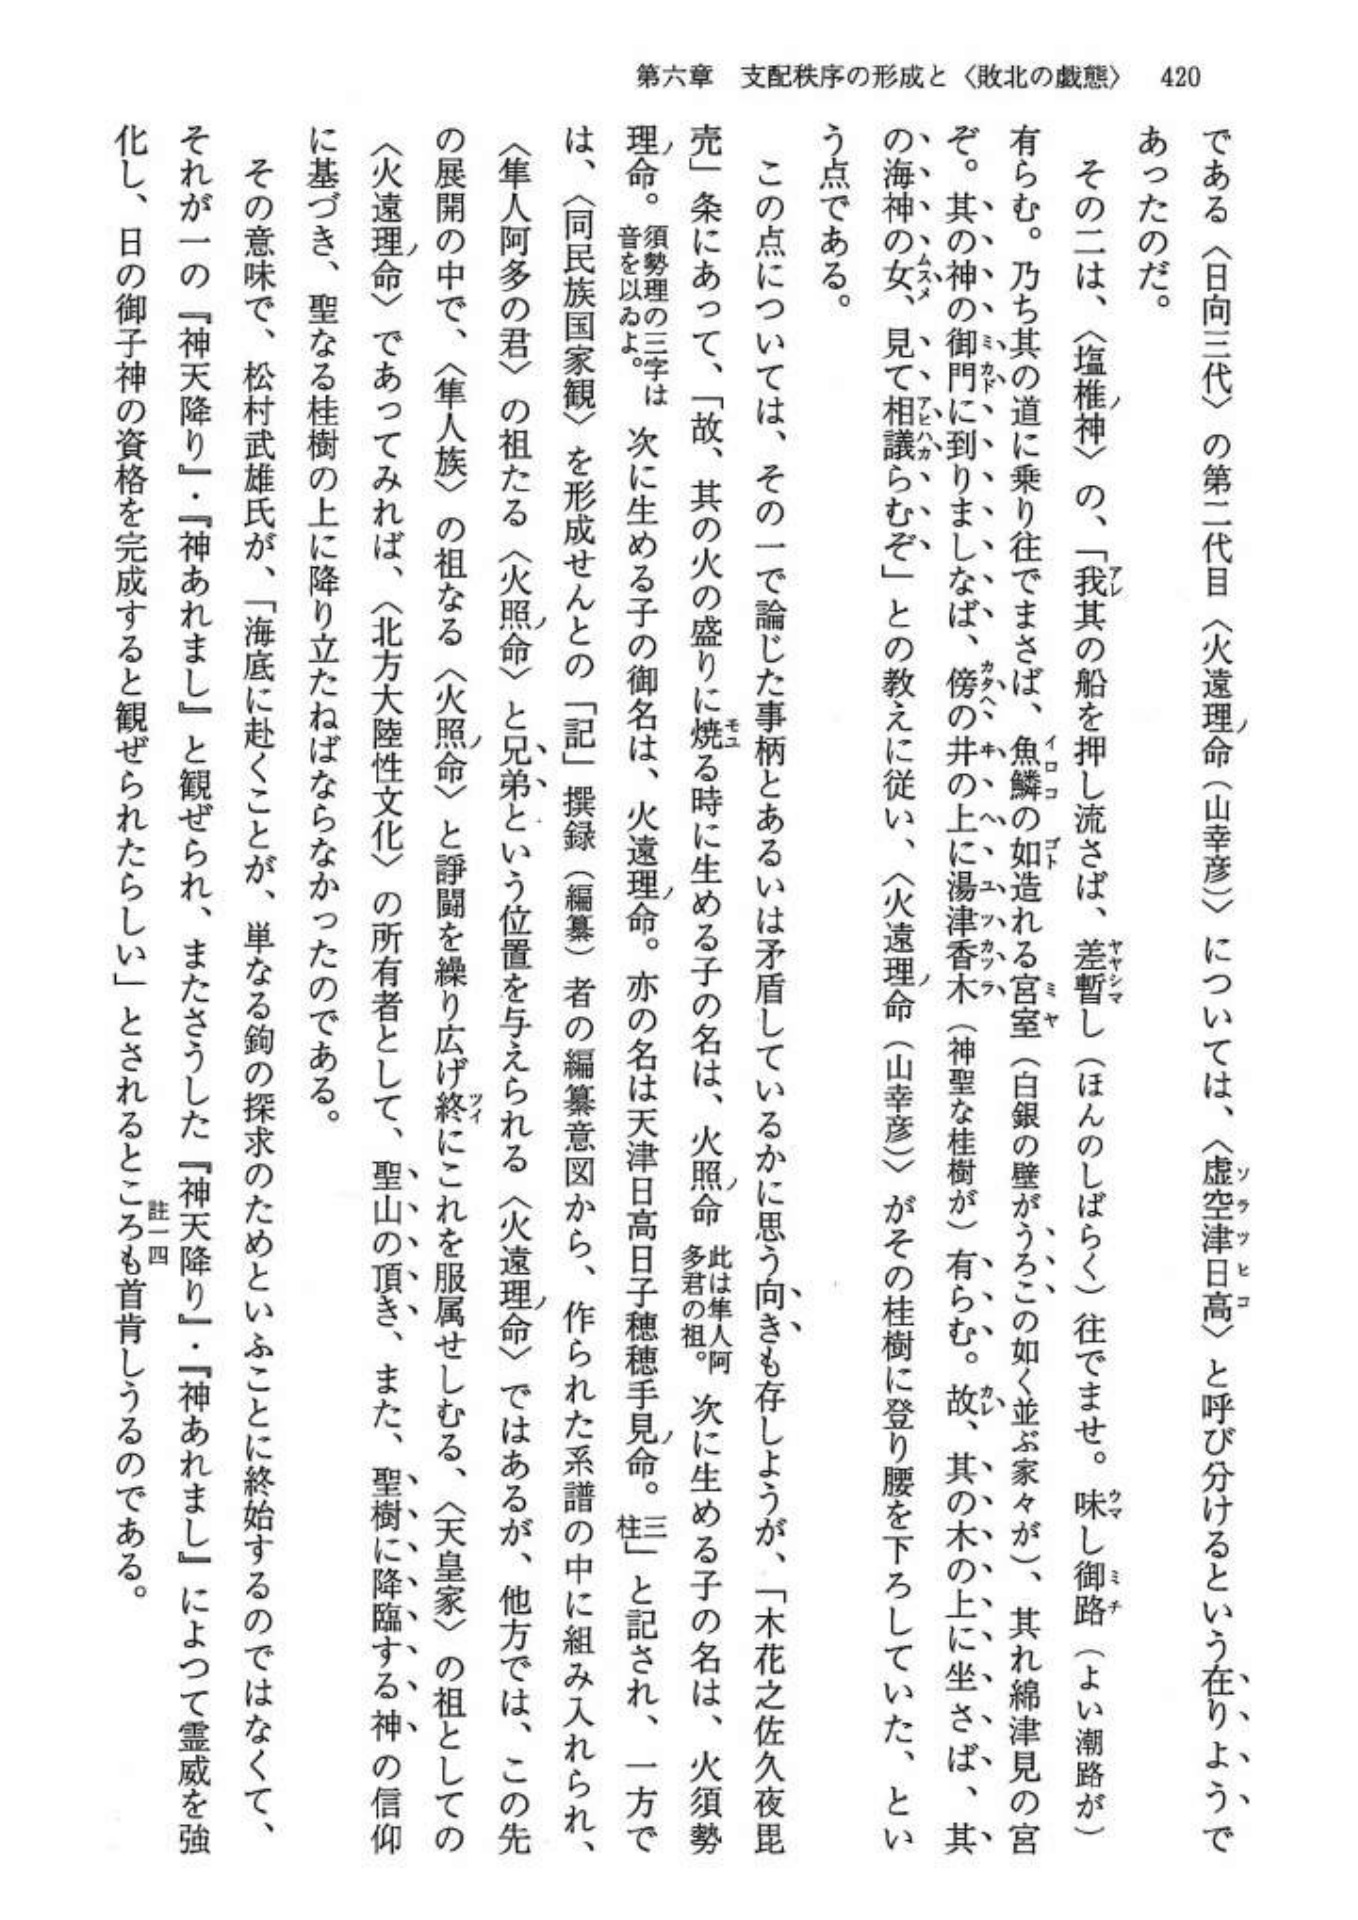 第六章　支配秩序の形成と〈敗北の戯態〉　420
である〈日向三代〉の第二代目〈火遠理ノ命（山幸彦）〉については、〈虚空津日高〉と呼び分けるという在りようで
あったのだ。
　その二は、〈塩椎ノ神〉の、「我其の船を押し流さば、差暫し（ほんのしばらく）往でませ。味し御路（よい潮路が）
有らむ。乃ち其の道に乗り往でまさば、魚鱗の如造れる宮室（白銀の壁がうろこの如く並ぶ家々が）、其れ綿津見の宮
ぞ。其の神の御門に到りましなば、傍の井の上に湯津香木（神聖な桂樹が）有らむ。故、其の木の上に坐さば、其
の海神の女、見て相議らむぞ」との教えに従い、〈火遠理ノ命（山幸彦）〉がその桂樹に登り腰を下ろしていた、とい
う点である。
　この点については、その一で論じた事柄とあるいは矛盾しているかに思う向きも存しようが、「木花之佐久夜毘
売」条にあって、「故、其の火の盛りに焼る時に生める子の名は、火照ノ命 此は隼人阿多君の祖。 次に生める子の名は、火須勢
理ノ命。須勢理の三字は音を以ゐよ。 次に生める子の御名は、火遠理ノ命。亦の名は天津日高日子穂穂手見ノ命。三柱」と記され、一方で
は、〈同民族国家観〉を形成せんとの「記」撰録（編纂）者の編纂意図から、作られた系譜の中に組み入れられ、
〈隼人阿多の君〉の祖たる〈火照ノ命〉と兄弟という位置を与えられる〈火遠理ノ命〉ではあるが、他方では、この先
の展開の中で、〈隼人族〉の祖なる〈火照ノ命〉と諍闘を繰り広げ終にこれを服属せしむる、〈天皇家〉の祖としての
〈火遠理ノ命〉であってみれば、〈北方大陸性文化〉の所有者として、聖山の頂き、また、聖樹に降臨する神の信仰
に基づき、聖なる桂樹の上に降り立たねばならなかったのである。
　その意味で、松村武雄氏が、「海底に赴くことが、単なる鉤の探求のためといふことに終始するのではなくて、
それが一の『神天降り』・『神あれまし』と観ぜられ、またさうした『神天降り』・『神あれまし』によつて霊威を強
化し、日の御子神の資格を完成すると観ぜられたらしい」とされるところも註一四首肯しうるのである。